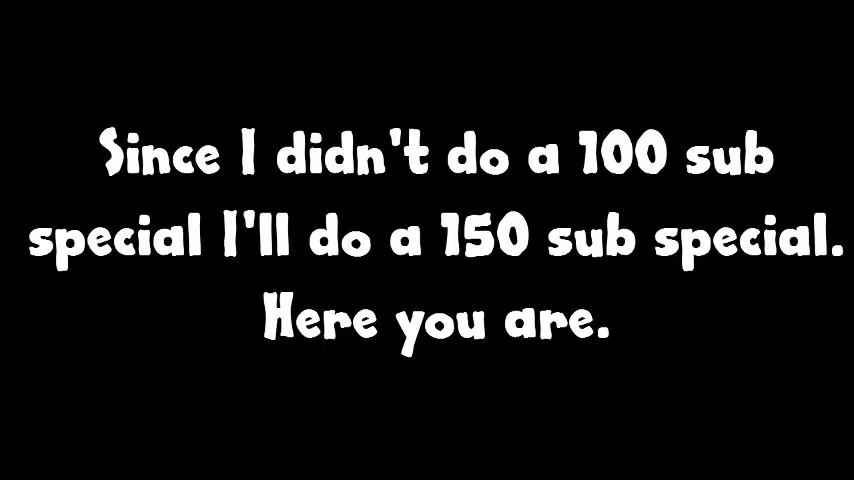 Since I didn't do a 100 sub
special I'll do a 150 sub special.
Here you are.